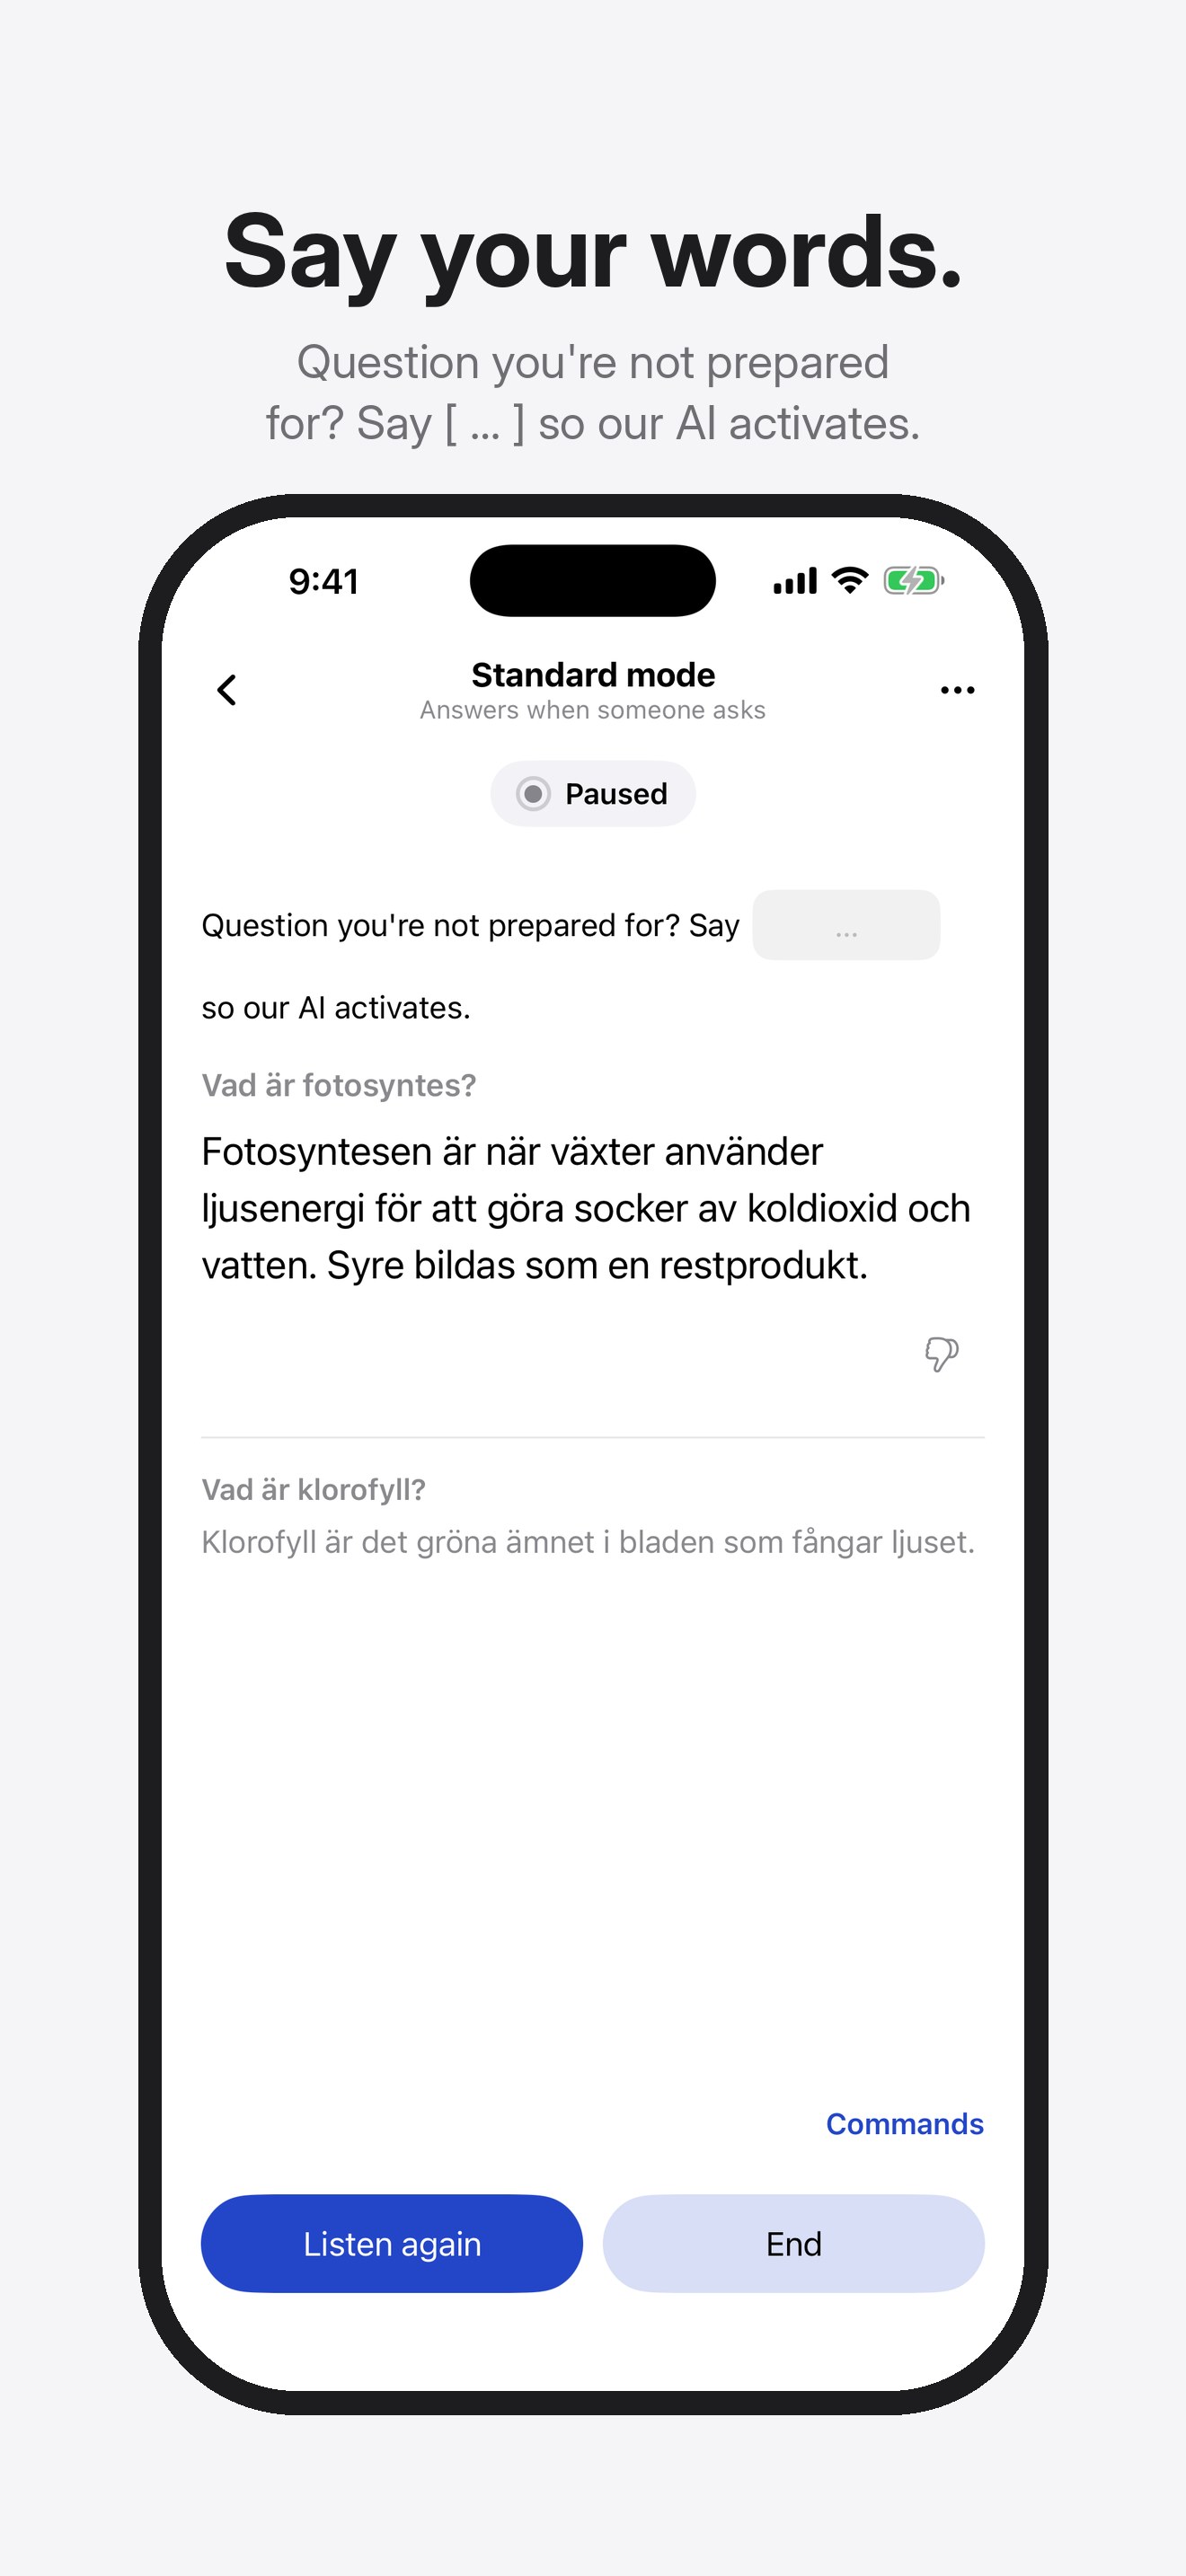 Say your words.
Question you're not prepared
for? Say [ ... ] so our AI activates.
9:41
Standard mode
Answers when someone asks
Paused
Question you're not prepared for? Say ...
so our AI activates.
Vad är fotosyntes?
Fotosyntesen är när växter använder
ljusenergi för att göra socker av koldioxid och
vatten. Syre bildas som en restprodukt.
Vad är klorofyll?
Klorofyll är det gröna ämnet i bladen som fångar ljuset.
Commands
Listen again
End